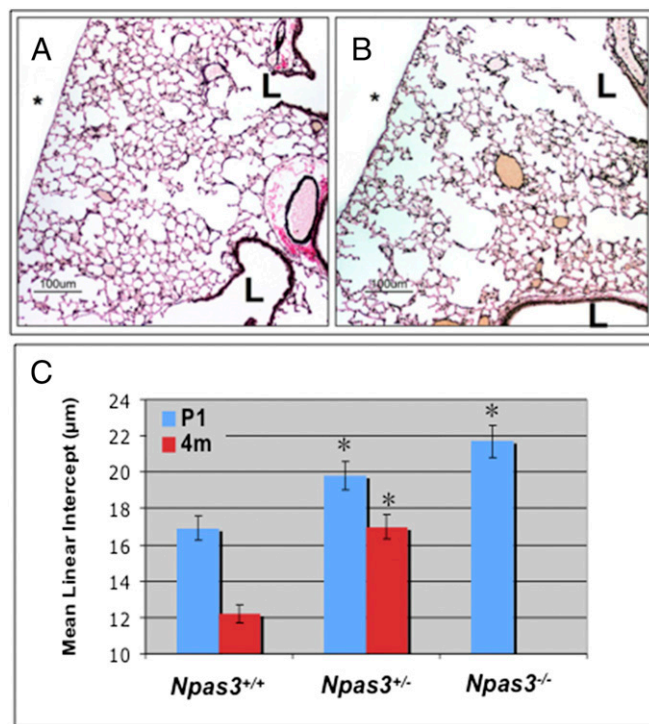 A
*
L
L
100um
B
*
L
L
100um
C
Mean Linear Intercept (µm)
24
22
20
18
16
14
12
10
P1
4m
*
*
*
Npas3+/+
Npas3+/-
Npas3-/-